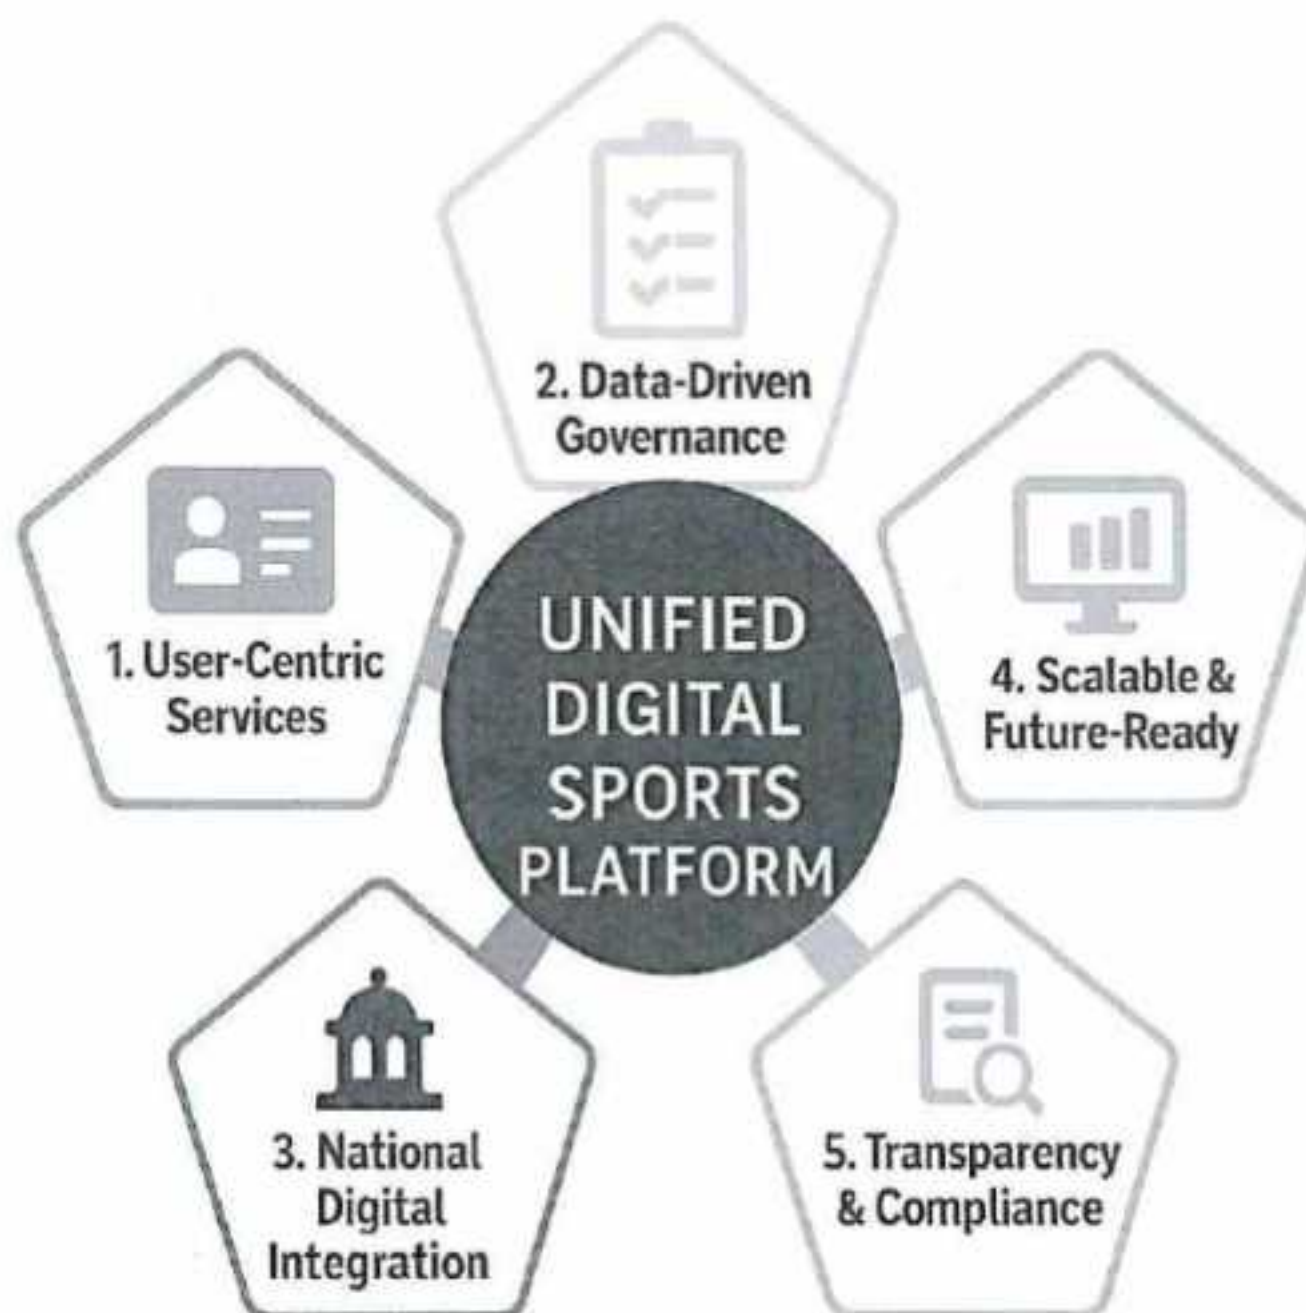 2. Data-Driven
Governance
1. User-Centric
Services
UNIFIED
DIGITAL
SPORTS
PLATFORM
4. Scalable &
Future-Ready
3. National
Digital
Integration
5. Transparency
& Compliance